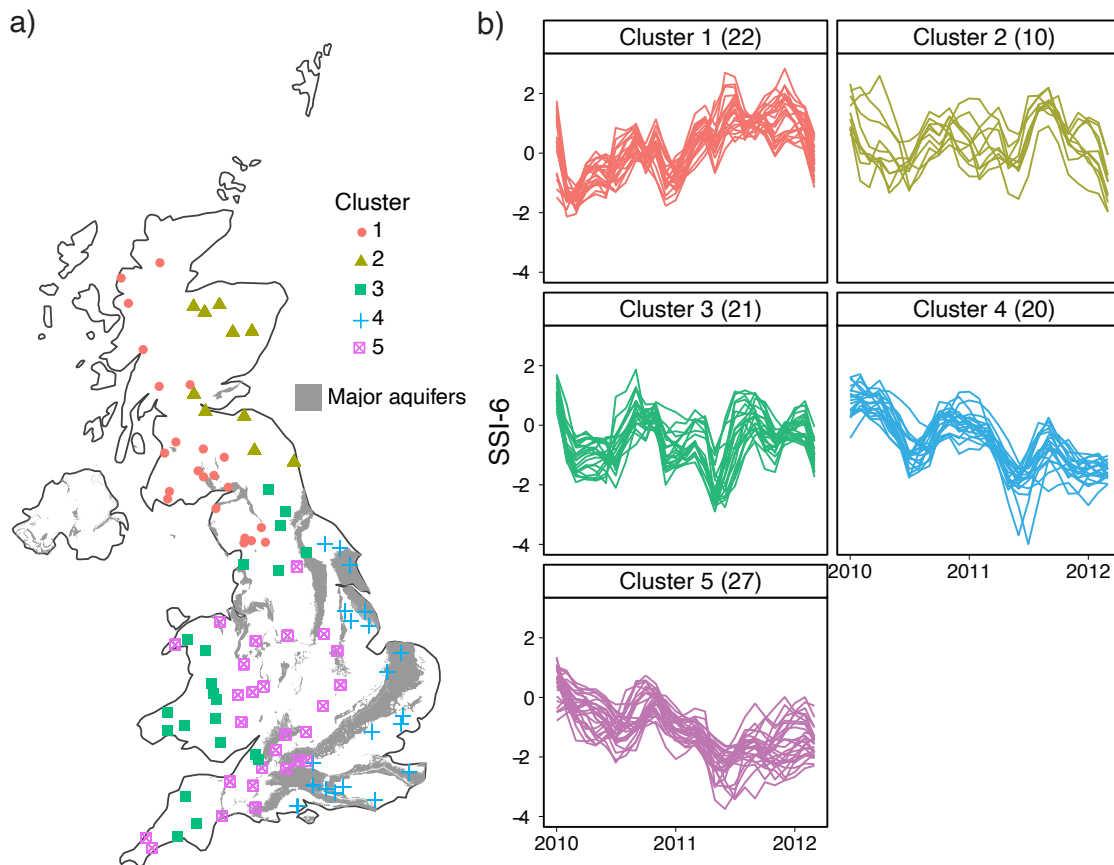 a)
Cluster
1
2
3
4
5
Major aquifers
b)
SSI-6
Cluster 1 (22)
2
0
-2
-4
Cluster 2 (10)
Cluster 3 (21)
2
0
-2
-4
Cluster 4 (20)
2010
2011
2012
Cluster 5 (27)
2
0
-2
-4
2010
2011
2012